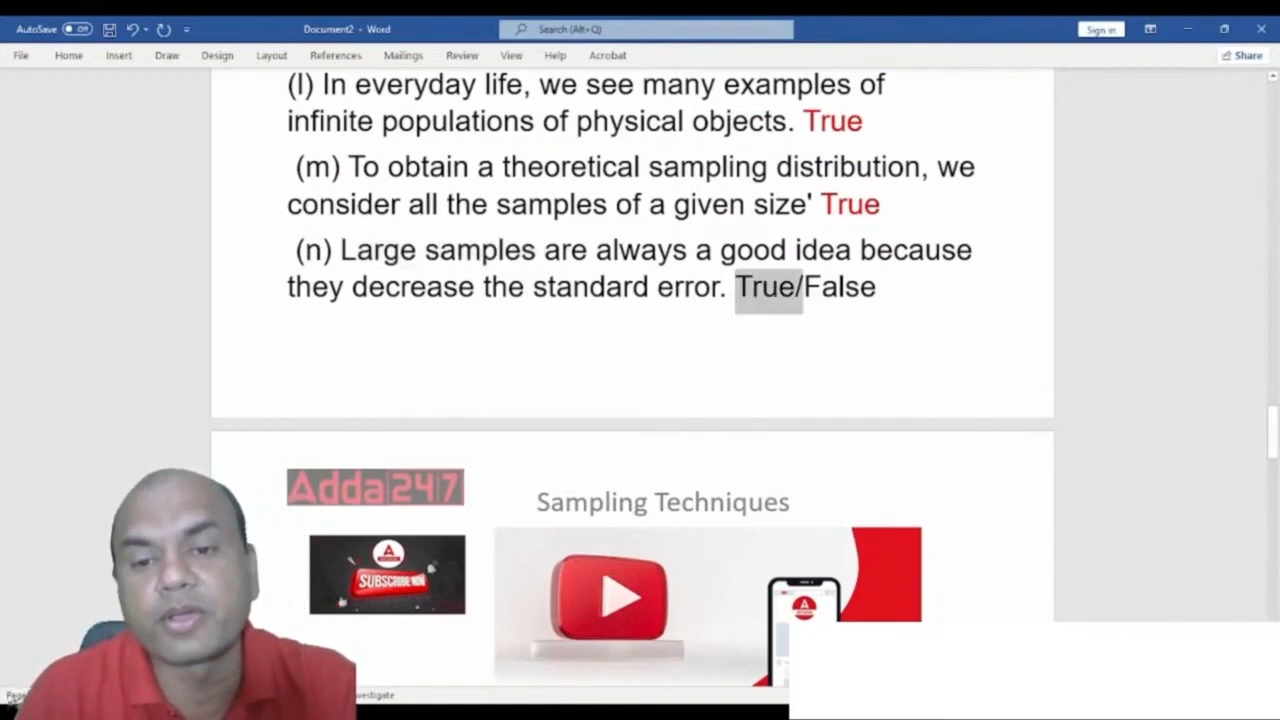 AutoSave Off Document2 - Word Search (Alt+Q) Sign in
File Home Insert Draw Design Layout References Mailings Review View Help Acrobat Share
(l) In everyday life, we see many examples of
infinite populations of physical objects. True
(m) To obtain a theoretical sampling distribution, we
consider all the samples of a given size' True
(n) Large samples are always a good idea because
they decrease the standard error. True/False
Adda 247
Sampling Techniques
SUBSCRIBE NOW